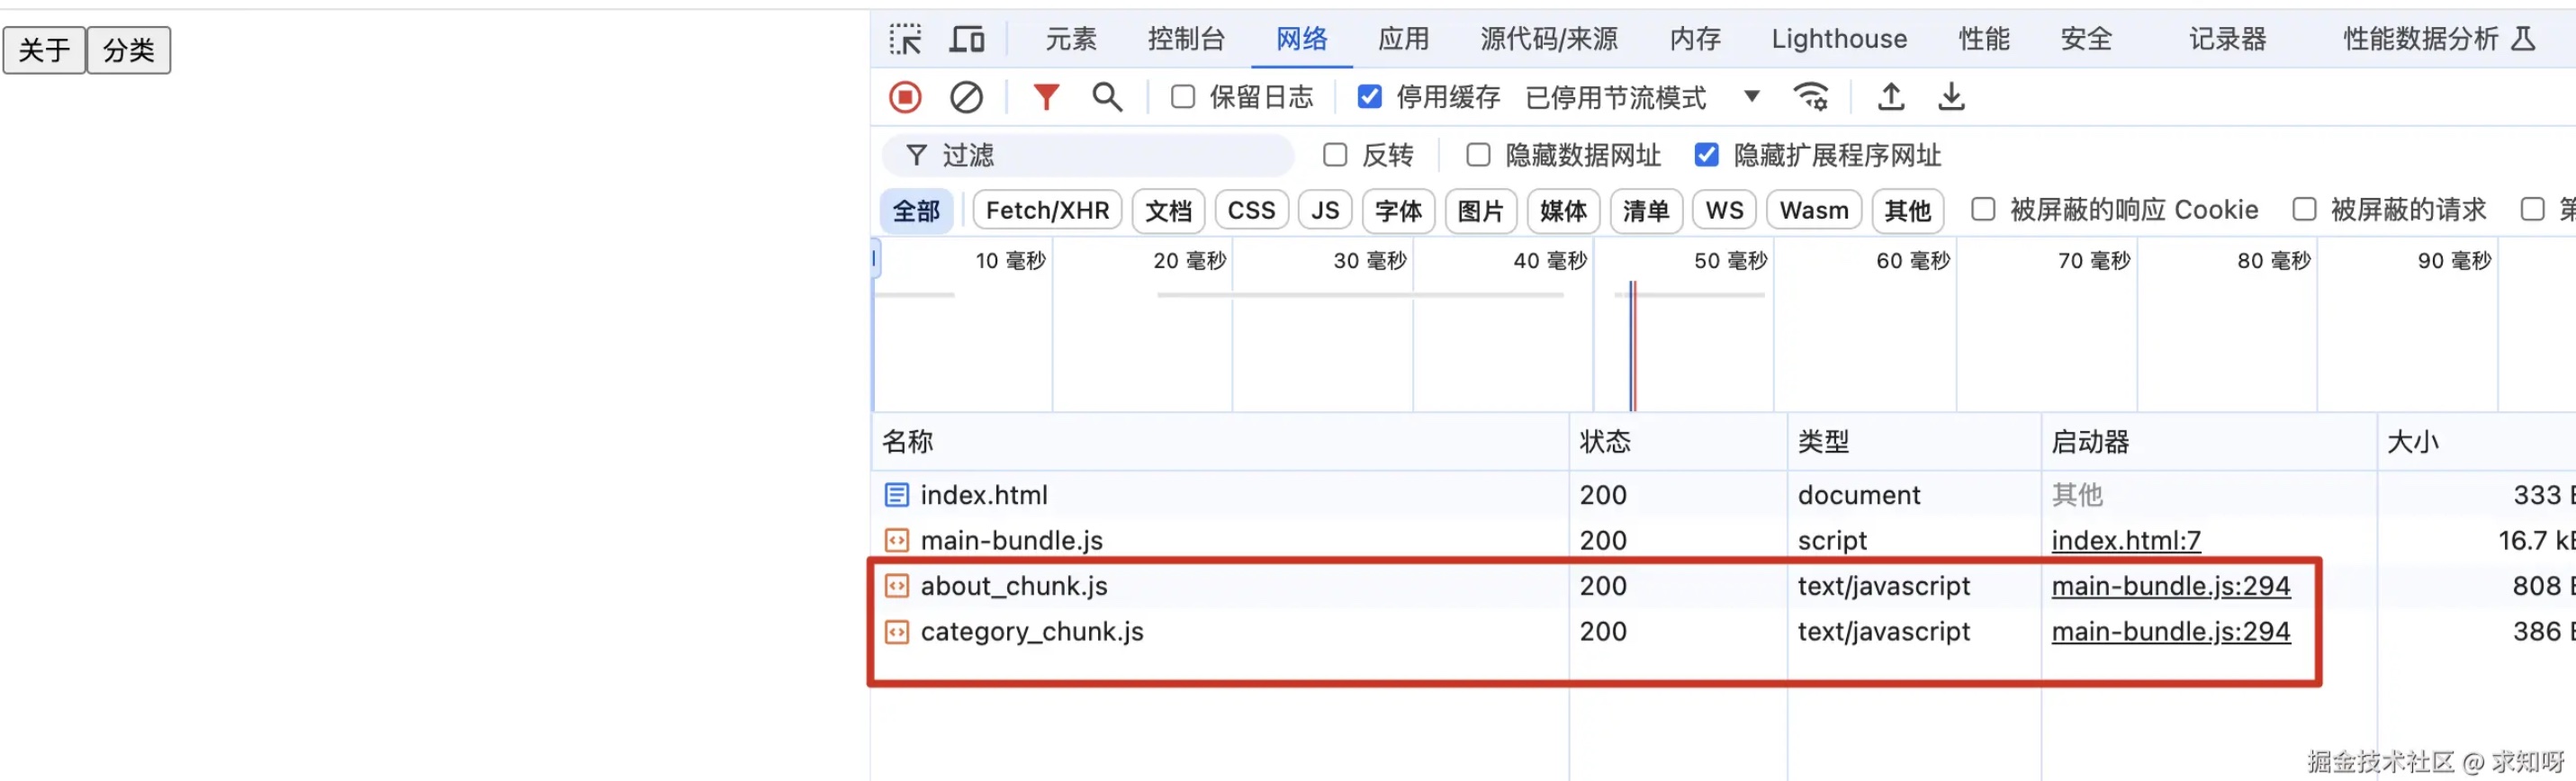 关于 分类
元素 控制台 网络 应用 源代码/来源 内存 Lighthouse 性能 安全 记录器 性能数据分析
保留日志 停用缓存 已停用节流模式
过滤 反转 隐藏数据网址 隐藏扩展程序网址
全部 Fetch/XHR 文档 CSS JS 字体 图片 媒体 清单 WS Wasm 其他 被屏蔽的响应 Cookie 被屏蔽的请求 第
10 毫秒 20 毫秒 30 毫秒 40 毫秒 50 毫秒 60 毫秒 70 毫秒 80 毫秒 90 毫秒
名称 状态 类型 启动器 大小
index.html 200 document 其他 333
main-bundle.js 200 script index.html:7 16.7
about_chunk.js 200 text/javascript main-bundle.js:294 808
category_chunk.js 200 text/javascript main-bundle.js:294 386
掘金技术社区 @ 求知呀